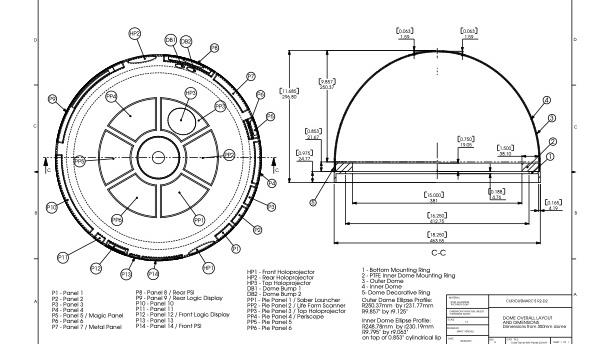 D
C
B
A
HP2
DB1
DB2
P8
P7
P6
P5
P4
P3
P2
P1
HP1
P14
P13
P12
P11
P10
P9
HP3
PP4
PP3
PP2
PP1
PP6
PP5
C
C
[0.063]
1.59
[0.063]
1.59
[11.685]
296.80
[9.857]
250.37
[0.853]
21.67
[0.975]
24.77
[0.750]
19.05
[1.500]
38.10
[0.188]
4.76
[0.165]
4.19
[15.000]
381
[16.250]
412.75
[18.250]
463.55
C-C
1
2
3
4
5
P1 - Panel 1
P2 - Panel 2
P3 - Panel 3
P4 - Panel 4
P5 - Panel 5 / Magic Panel
P6 - Panel 6
P7 - Panel 7 / Metal Panel
P8 - Panel 8 / Rear PSI
P9 - Panel 9 / Rear Logic Display
P10 - Panel 10
P11 - Panel 11
P12 - Panel 12 / Front Logic Display
P13 - Panel 13
P14 - Panel 14 / Front PSI
HP1 - Front Holoprojector
HP2 - Rear Holoprojector
HP3 - Top Holoprojector
DB1 - Dome Bump 1
DB2 - Dome Bump 2
PP1 - Pie Panel 1 / Saber Launcher
PP2 - Pie Panel 2 / Life Form Scanner
PP3 - Pie Panel 3 / Top Holoprojector
PP4 - Pie Panel 4 / Periscope
PP5 - Pie Panel 5
PP6 - Pie Panel 6
1 - Bottom Mounting Ring
2 - PTFE Inner Dome Mounting Ring
3 - Outer Dome
4 - Inner Dome
5 - Dome Decorative Ring
Outer Dome Ellipse Profile:
R250.37mm by r231.77mm
R9.857" by r9.125"
Inner Dome Ellipse Profile:
R248.78mm by r230.19mm
R9.795" by r9.063"
on top 0.853" cylindrical lip
DOME OVERALL LAYOUT
AND DIMENSIONS